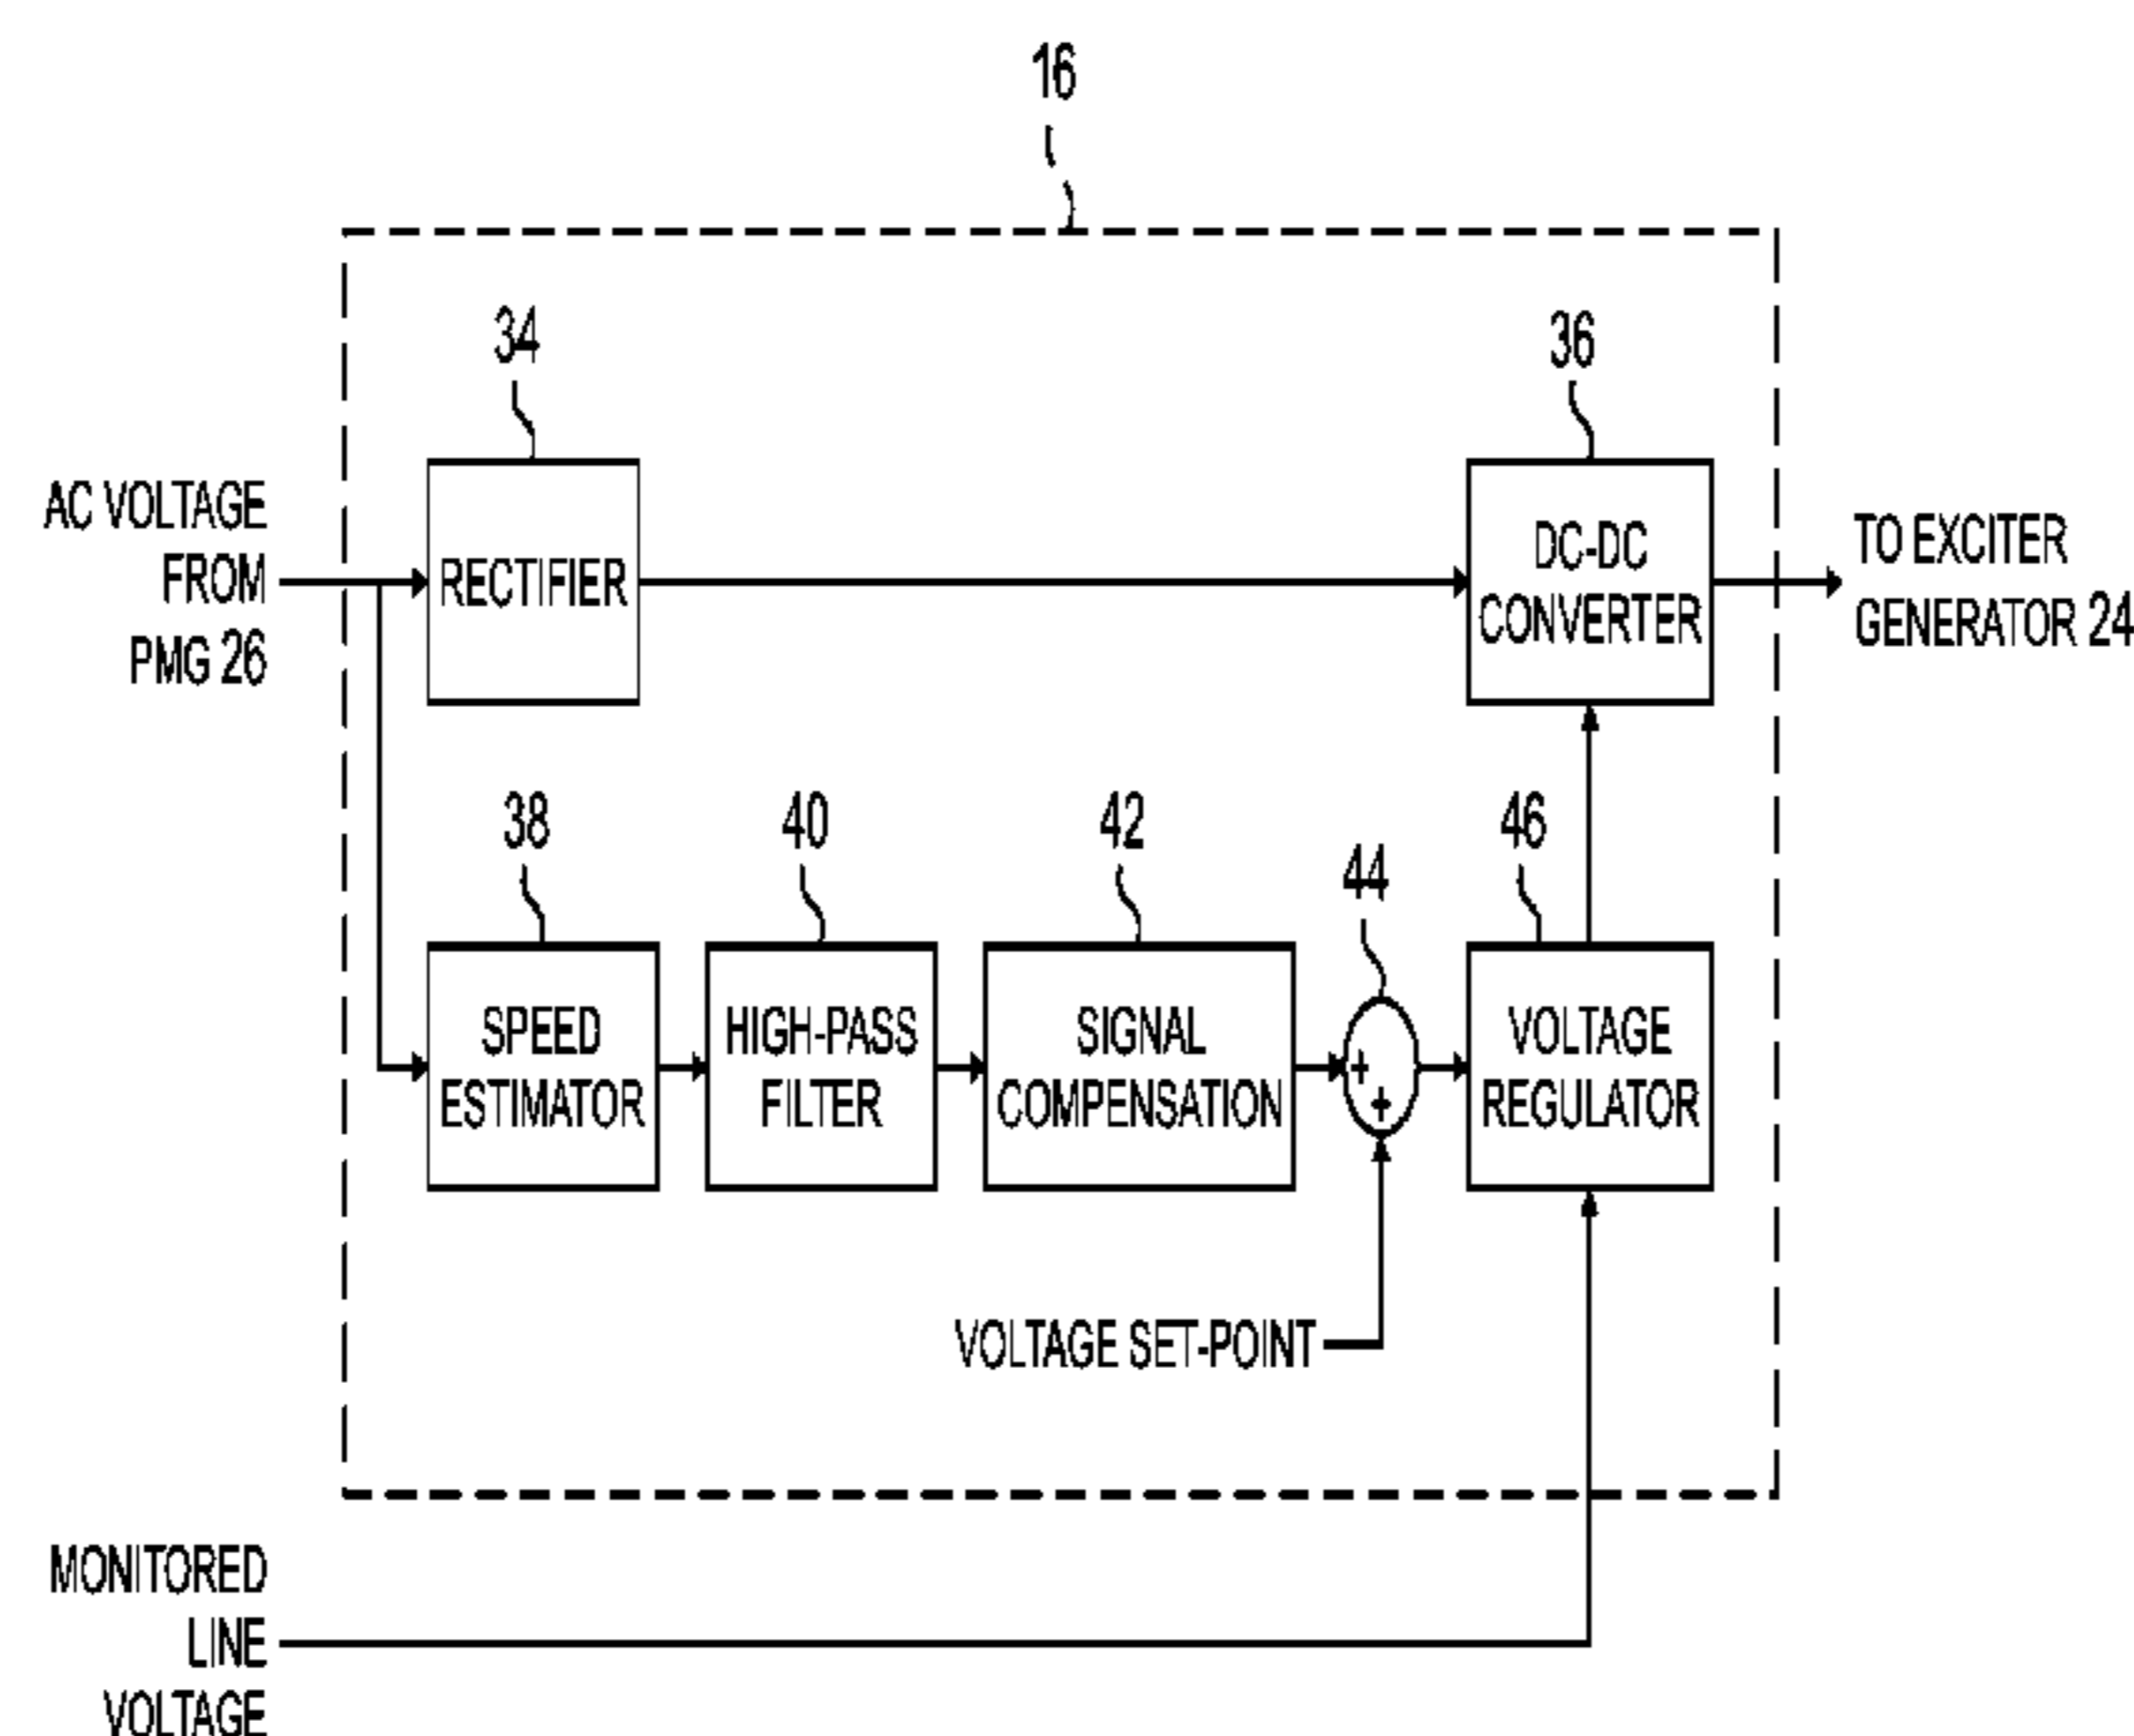 16
34
36
AC VOLTAGE
FROM
PMG 26
RECTIFIER
DC-DC
CONVERTER
TO EXCITER
GENERATOR 24
38
40
42
44
46
SPEED
ESTIMATOR
HIGH-PASS
FILTER
SIGNAL
COMPENSATION
+
+
VOLTAGE
REGULATOR
VOLTAGE SET-POINT
MONITORED
LINE
VOLTAGE